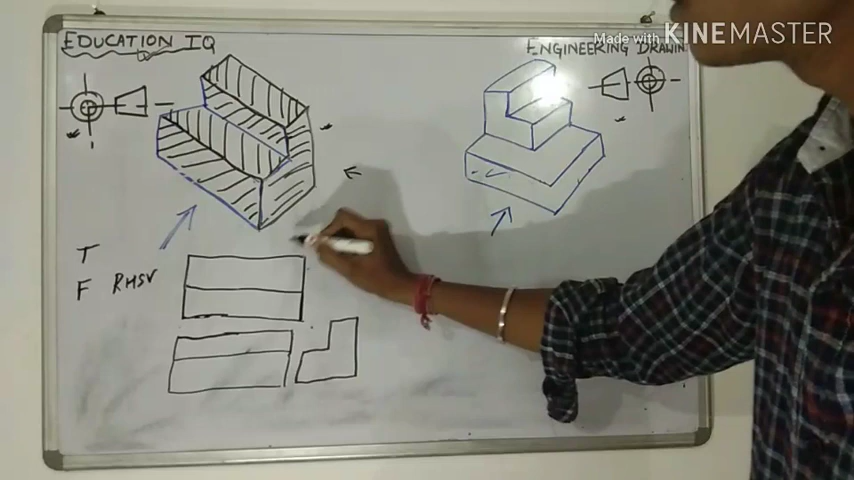 Made with KINEMASTER
EDUCATION IQ
ENGINEERING DRAWIN
T
F RHSV